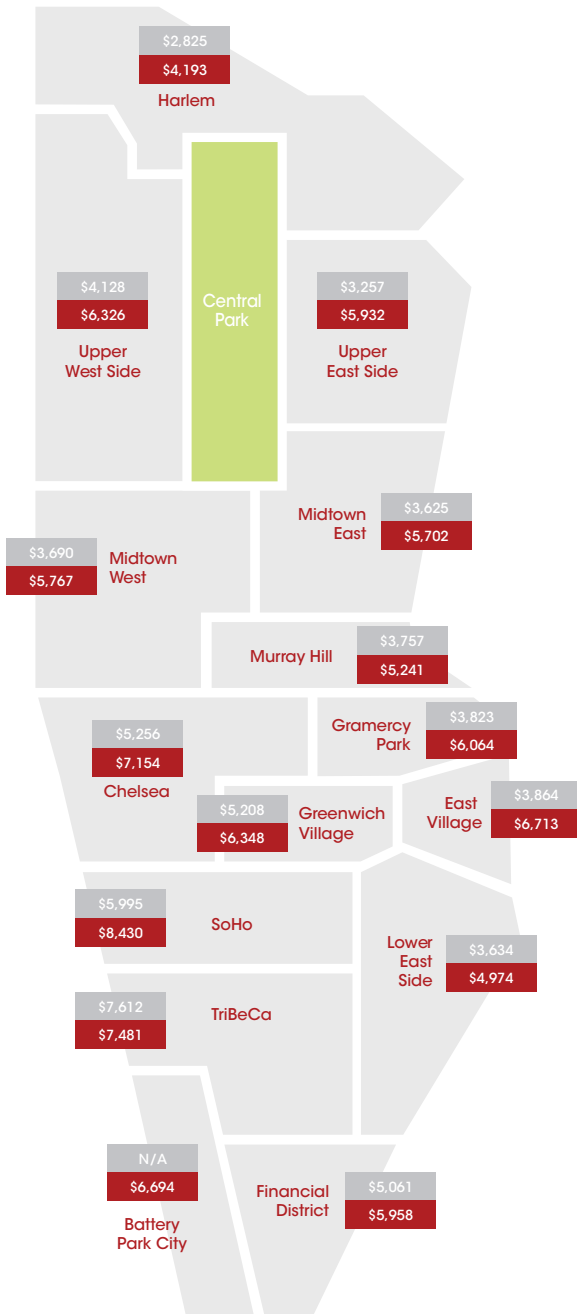 $2,825
$4,193
Harlem
$4,128
$6,326
Upper
West Side
Central
Park
$3,257
$5,932
Upper
East Side
Midtown
East
$3,625
$5,702
$3,690
$5,767
Midtown
West
Murray Hill
$3,757
$5,241
Gramercy
Park
$3,823
$6,064
$5,256
$7,154
Chelsea
$5,208
$6,348
Greenwich
Village
East
Village
$3,864
$6,713
$5,995
$8,430
SoHo
Lower
East
Side
$3,634
$4,974
$7,612
$7,481
TriBeCa
N/A
$6,694
Battery
Park City
Financial
District
$5,061
$5,958